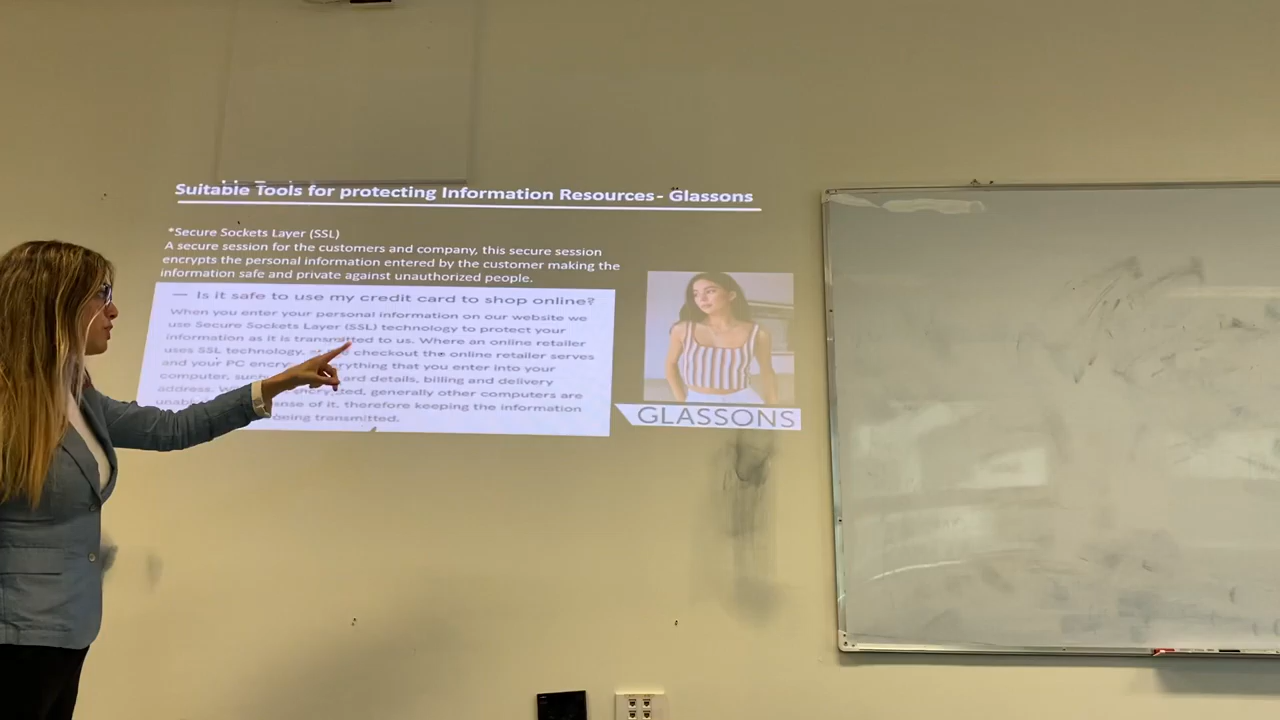 Suitable Tools for protecting Information Resources- Glassons
*Secure Sockets Layer (SSL)
A secure session for the customers and company, this secure session
encrypts the personal information entered by the customer making the
information safe and private against unauthorized people.
— Is it safe to use my credit card to shop online?
When you enter your personal information on our website we
use Secure Sockets Layer (SSL) technology to protect your
information as it is transmitted to us. Where an online retailer
uses SSL technology, at checkout the online retailer serves
and your PC everything that you enter into your
computer, card details, billing and delivery
address. encrypted, generally other computers are
sense of it, therefore keeping the information
transmitted.
GLASSONS